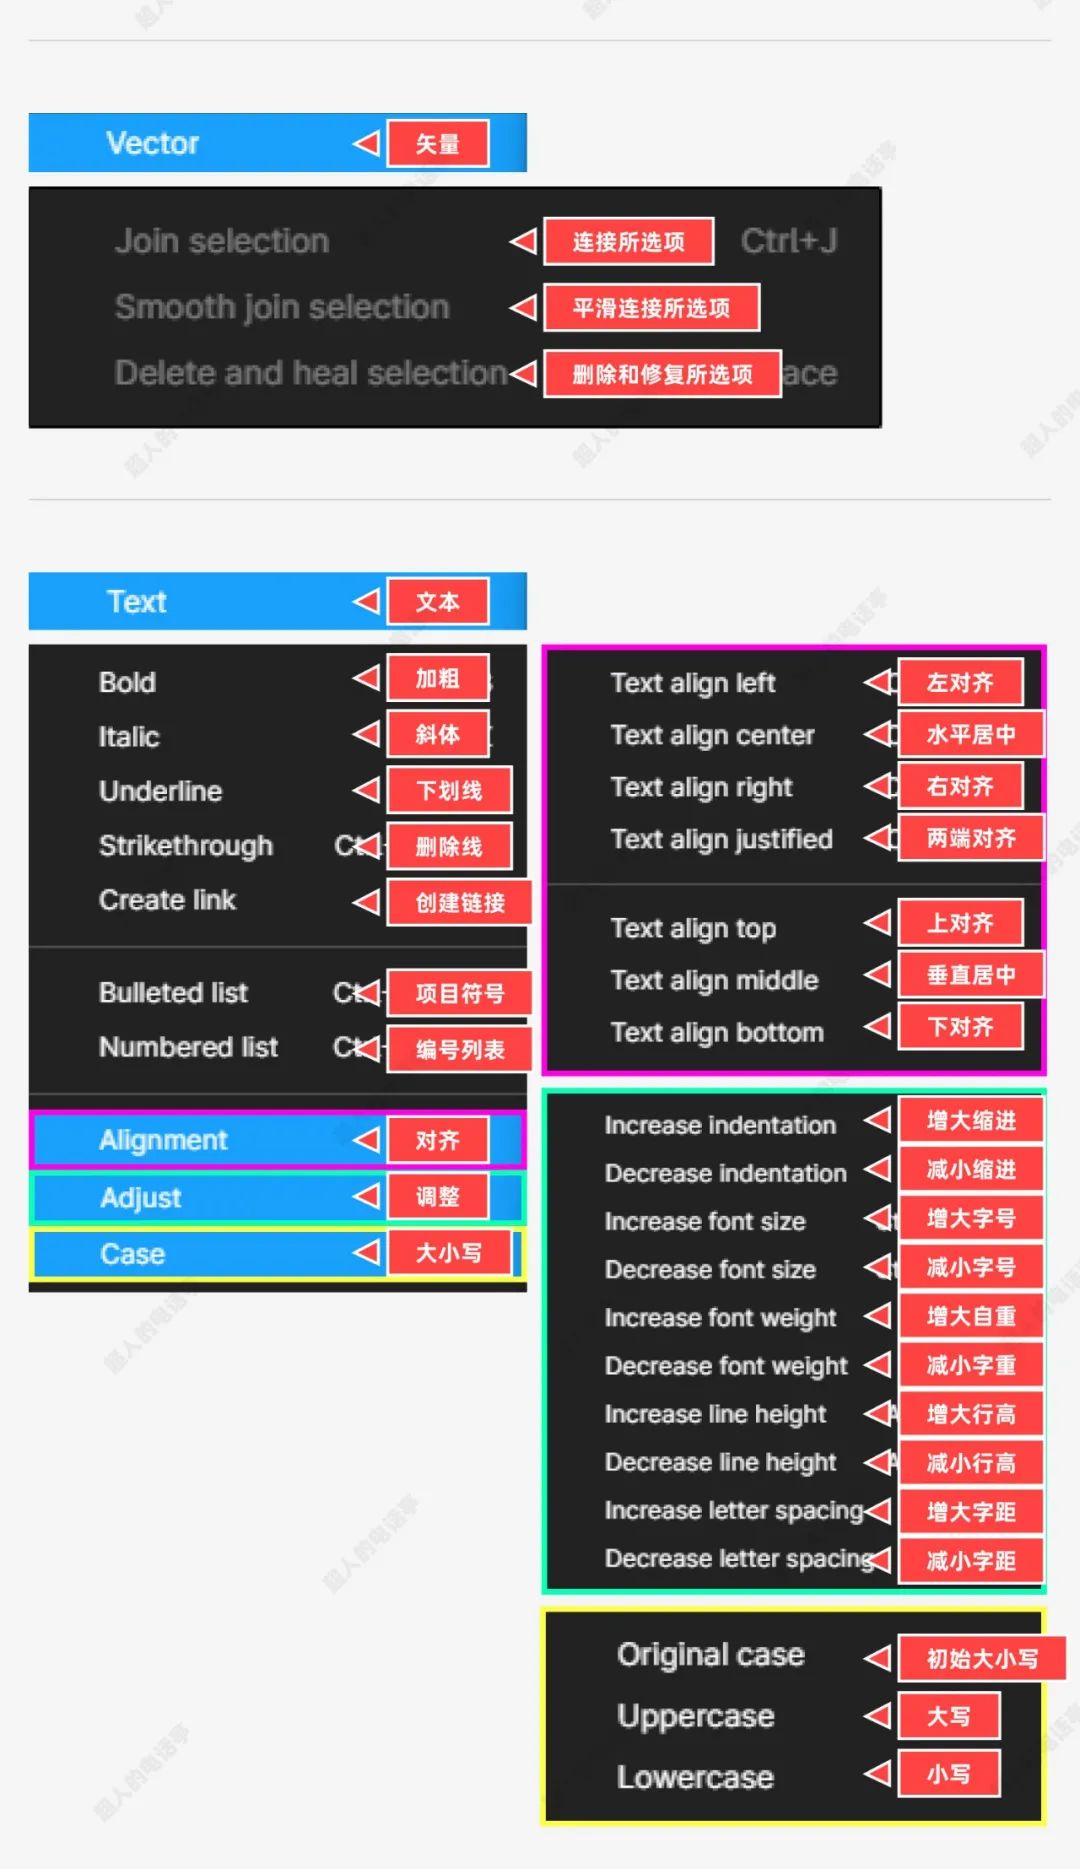 Vector 矢量
Join selection 连接所选项 Ctrl+J
Smooth join selection 平滑连接所选项
Delete and heal selection 删除和修复所选项 ace
Text 文本
Bold 加粗
Italic 斜体
Underline 下划线
Strikethrough 删除线
Create link 创建链接
Bulleted list 项目符号
Numbered list 编号列表
Alignment 对齐
Adjust 调整
Case 大小写
Text align left 左对齐
Text align center 水平居中
Text align right 右对齐
Text align justified 两端对齐
Text align top 上对齐
Text align middle 垂直居中
Text align bottom 下对齐
Increase indentation 增大缩进
Decrease indentation 减小缩进
Increase font size 增大字号
Decrease font size 减小字号
Increase font weight 增大自重
Decrease font weight 减小字重
Increase line height 增大行高
Decrease line height 减小行高
Increase letter spacing 增大字距
Decrease letter spacing 减小字距
Original case 初始大小写
Uppercase 大写
Lowercase 小写
超人的电话亭